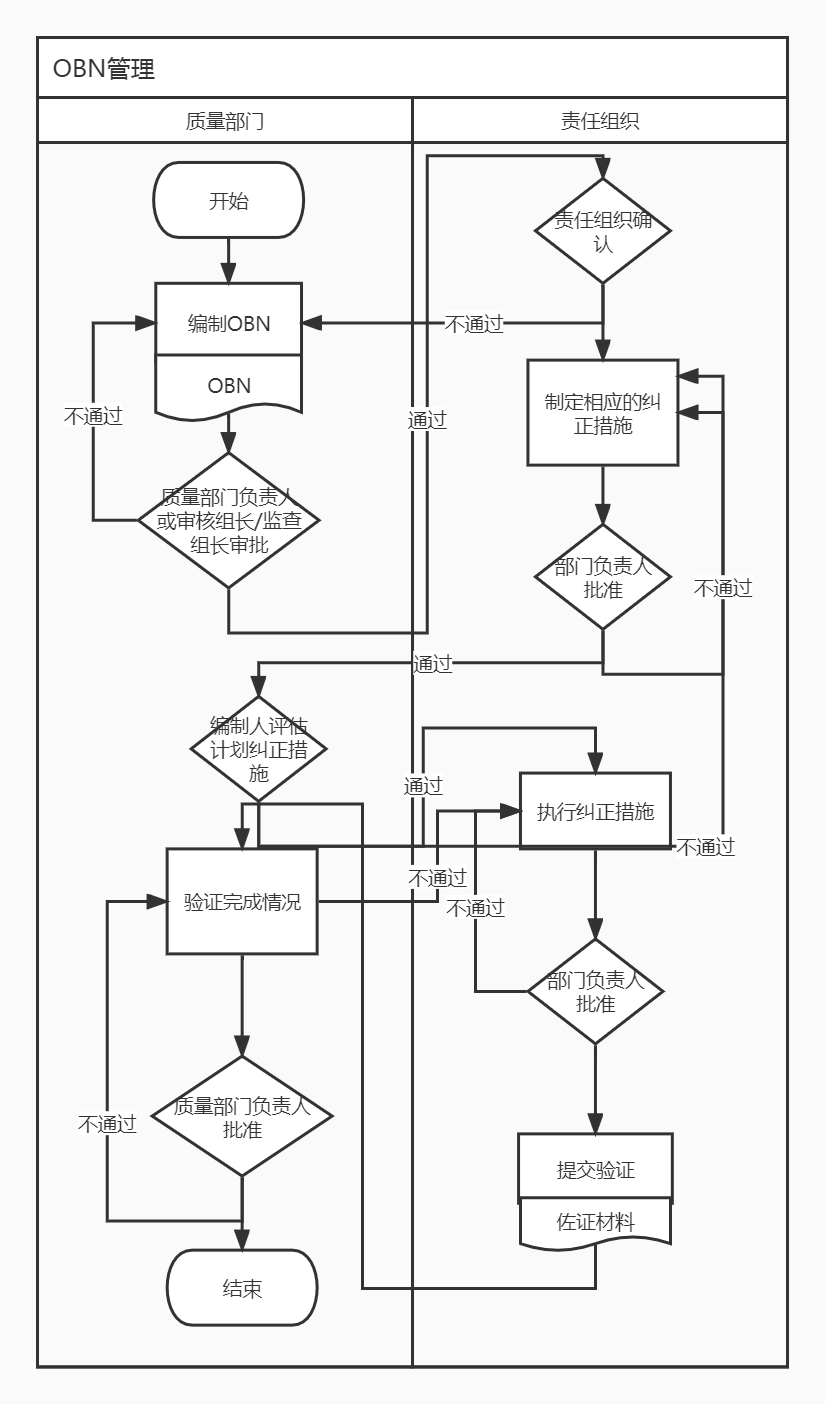 OBN管理
质量部门
责任组织
开始
责任组织确
认
编制OBN
不通过
OBN
不通过
通过
制定相应的纠
正措施
质量部门负责人
或审核组长/监查
组长审批
部门负责人
批准
不通过
通过
编制人评估
计划纠正措
施
通过
执行纠正措施
不通过
不通过
验证完成情况
不通过
部门负责人
批准
质量部门负责人
批准
不通过
提交验证
佐证材料
结束